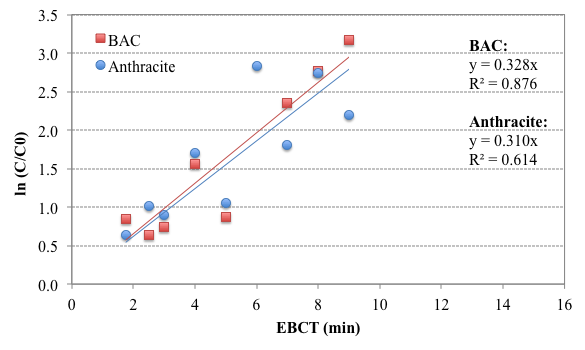 3.5
3.0
2.5
2.0
1.5
1.0
0.5
0.0
ln (C/C0)
BAC
Anthracite
BAC:
y = 0.328x
R² = 0.876
Anthracite:
y = 0.310x
R² = 0.614
0 2 4 6 8 10 12 14 16
EBCT (min)